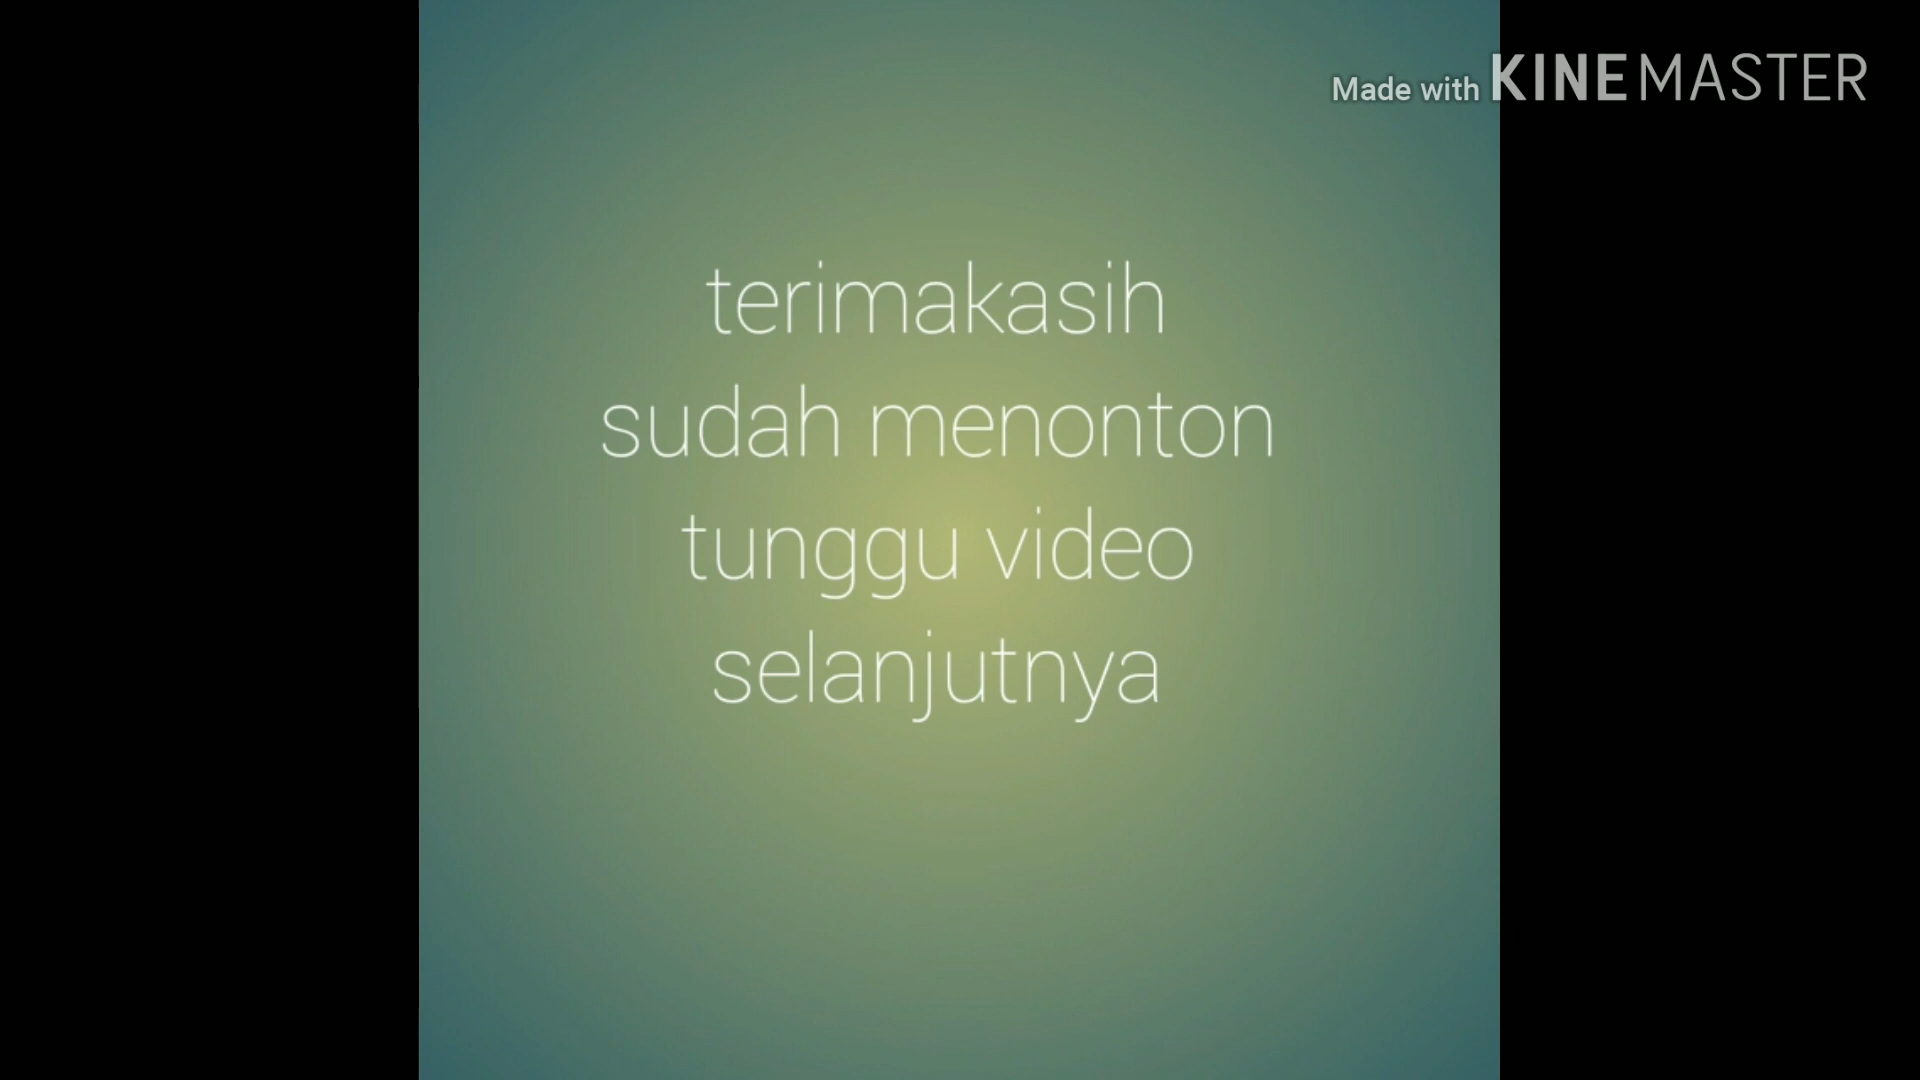 Made with KINEMASTER
terimakasih
sudah menonton
tunggu video
selanjutnya